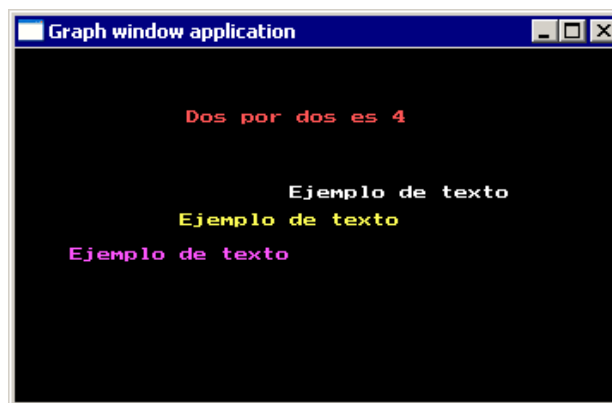 Graph window application
Dos por dos es 4
Ejemplo de texto
Ejemplo de texto
Ejemplo de texto